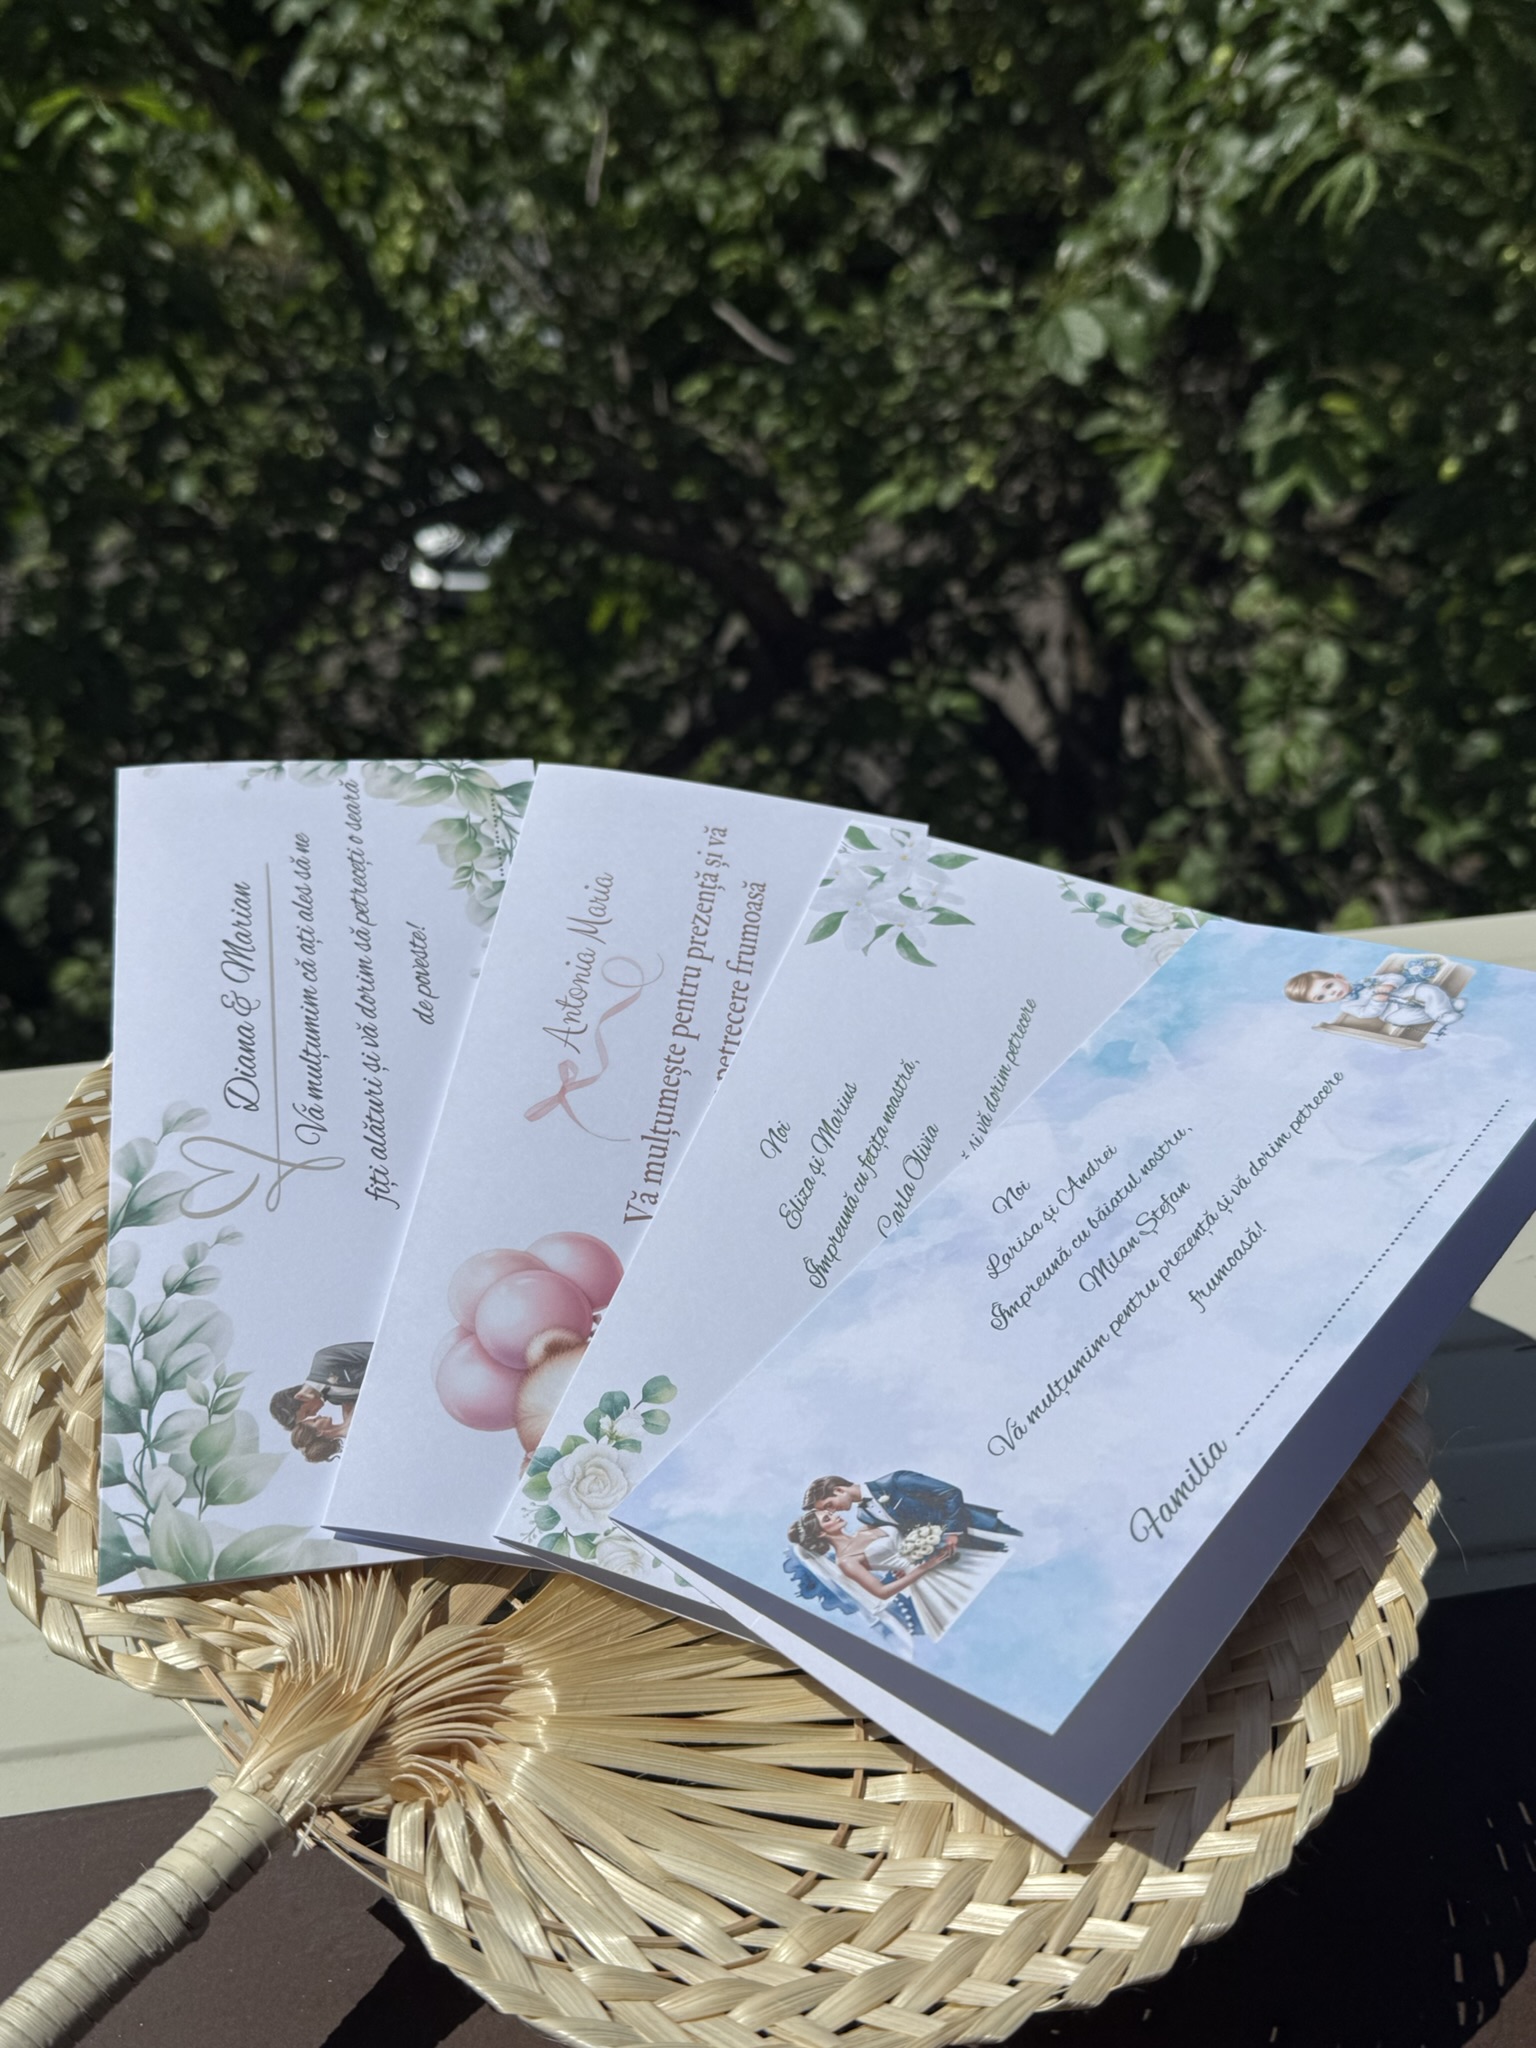 Diana & Marian
Vă mulțumim că ați ales să ne
fiți alături și vă dorim să petreceți o seară
de poveste!
Antonia Maria
Vă mulțumește pentru prezență și vă
petrecere frumoasă
Noi
Eliza și Marius
Împreună cu fetița noastră,
Carla Olivia
și vă dorim petrecere
Noi
Larisa și Andrei
Împreună cu băiatul nostru,
Milan Ștefan
Vă mulțumim pentru prezență și vă dorim petrecere
frumoasă!
Familia ........................................